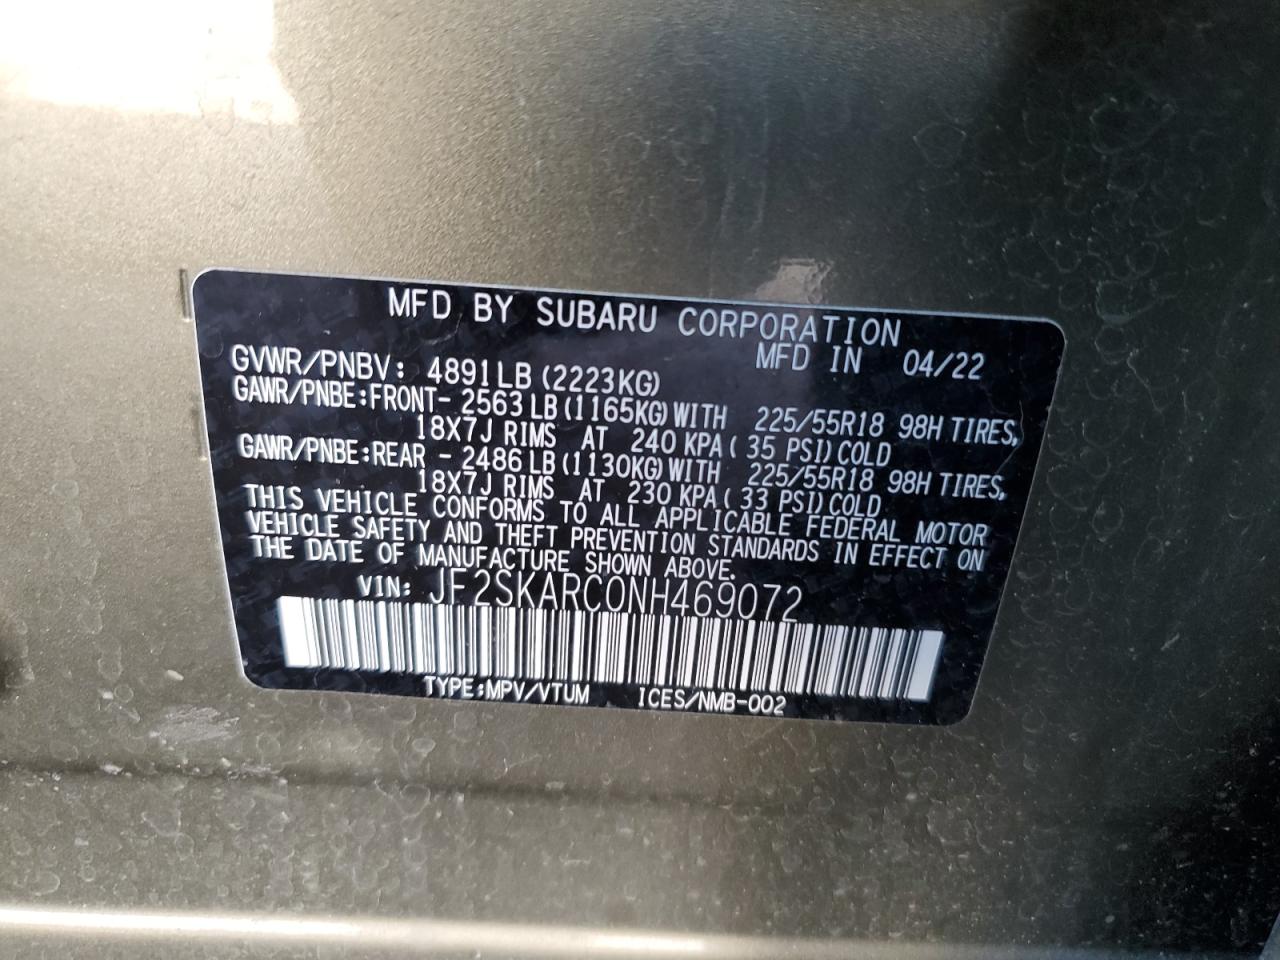 MFD BY SUBARU CORPORATION
MFD IN 04/22
GVWR/PNBV: 4891LB (2223KG)
GAWR/PNBE:FRONT- 2563 LB (1165KG) WITH 225/55R18 98H TIRES,
18X7J RIMS AT 240 KPA ( 35 PSI) COLD
GAWR/PNBE:REAR - 2486 LB (1130KG) WITH 225/55R18 98H TIRES,
18X7J RIMS AT 230 KPA ( 33 PSI) COLD
THIS VEHICLE CONFORMS TO ALL APPLICABLE FEDERAL MOTOR
VEHICLE SAFETY AND THEFT PREVENTION STANDARDS IN EFFECT ON
THE DATE OF MANUFACTURE SHOWN ABOVE.
VIN: JF2SKARC0NH469072
TYPE:MPV/VTUM ICES/NMB-002